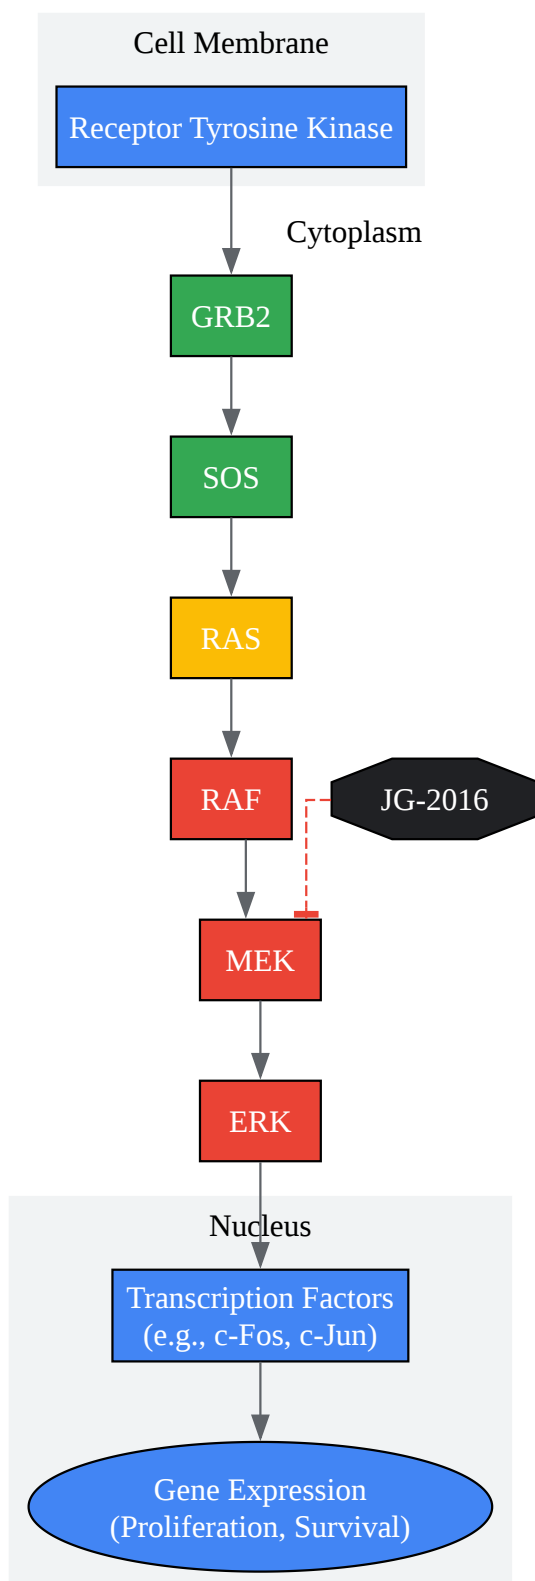 Cell Membrane
Receptor Tyrosine Kinase
Cytoplasm
GRB2
SOS
RAS
RAF
JG-2016
MEK
ERK
Nucleus
Transcription Factors
(e.g., c-Fos, c-Jun)
Gene Expression
(Proliferation, Survival)